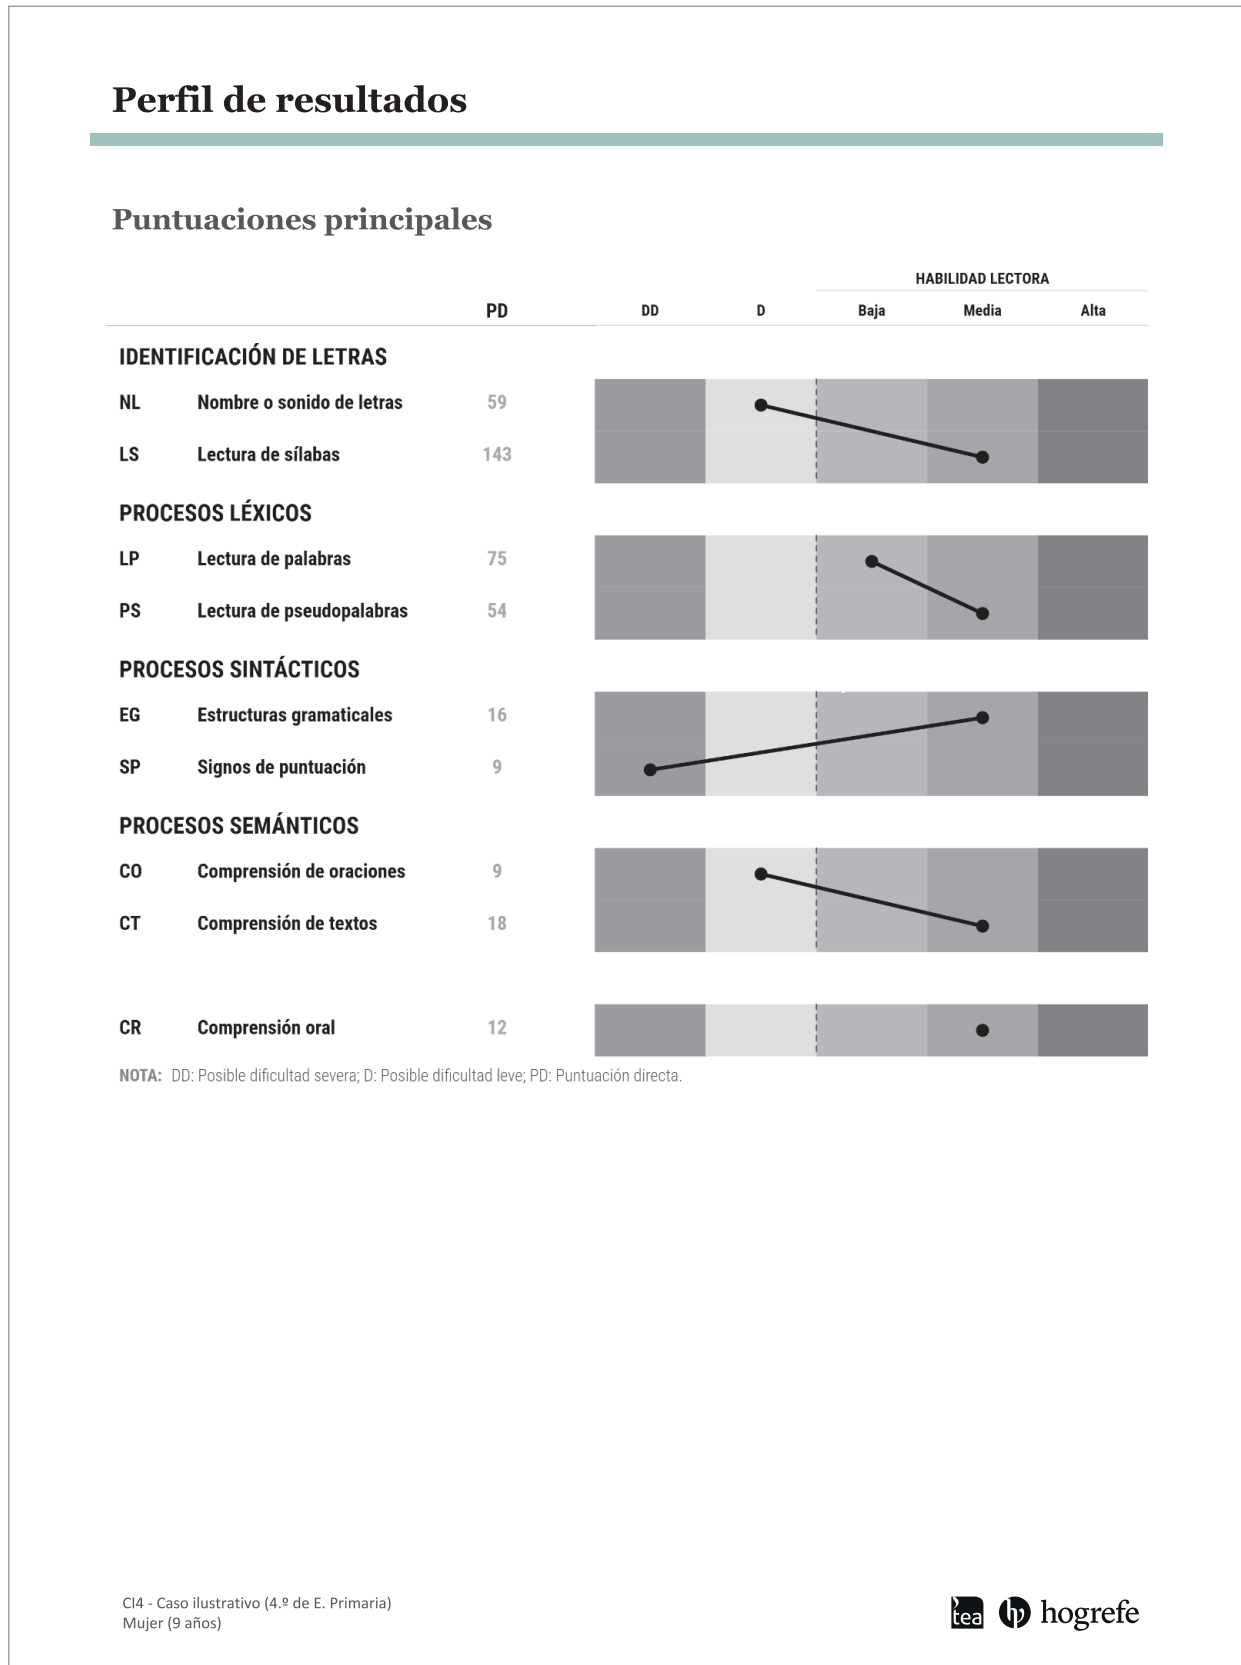 Perfil de resultados
Puntuaciones principales
HABILIDAD LECTORA
PD DD D Baja Media Alta
IDENTIFICACIÓN DE LETRAS
NL Nombre o sonido de letras 59
LS Lectura de sílabas 143
PROCESOS LÉXICOS
LP Lectura de palabras 75
PS Lectura de pseudopalabras 54
PROCESOS SINTÁCTICOS
EG Estructuras gramaticales 16
SP Signos de puntuación 9
PROCESOS SEMÁNTICOS
CO Comprensión de oraciones 9
CT Comprensión de textos 18
CR Comprensión oral 12
NOTA: DD: Posible dificultad severa; D: Posible dificultad leve; PD: Puntuación directa.
CI4 - Caso ilustrativo (4.º de E. Primaria)
Mujer (9 años)
tea hp hogrefe